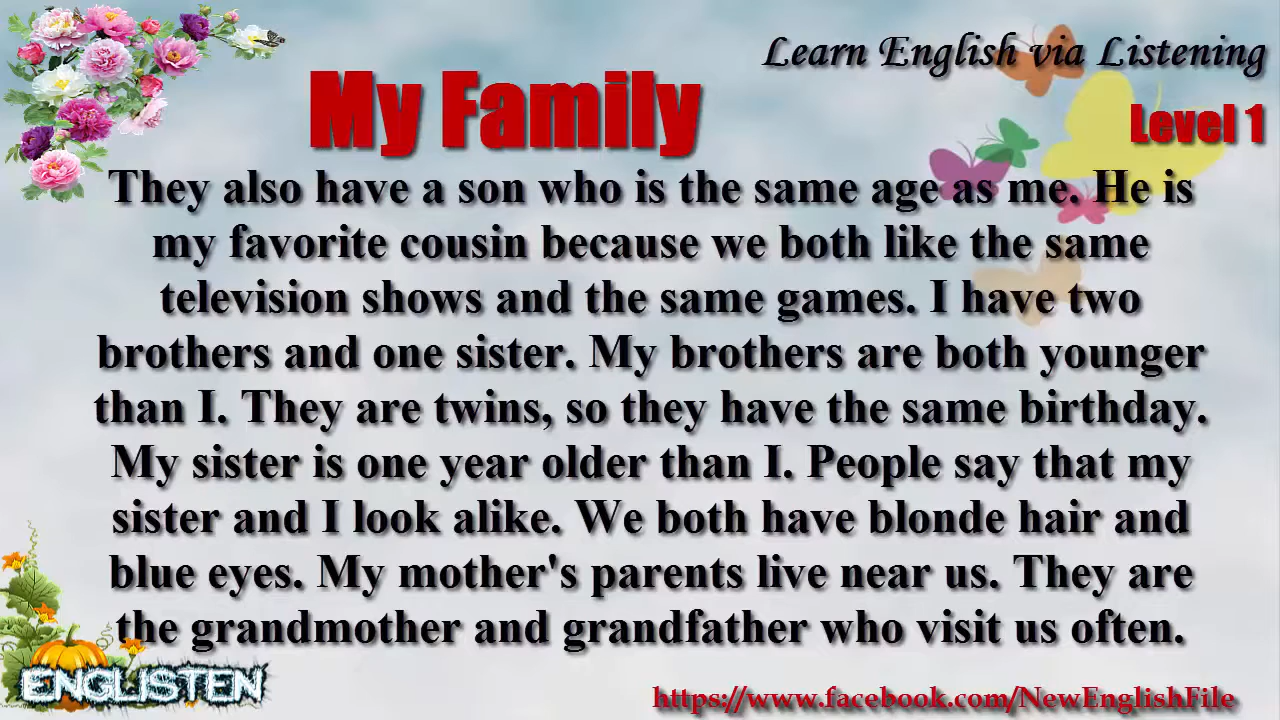 Learn English via Listening
My Family
Level 1
They also have a son who is the same age as me. He is
my favorite cousin because we both like the same
television shows and the same games. I have two
brothers and one sister. My brothers are both younger
than I. They are twins, so they have the same birthday.
My sister is one year older than I. People say that my
sister and I look alike. We both have blonde hair and
blue eyes. My mother's parents live near us. They are
the grandmother and grandfather who visit us often.
ENGLISTEN
https://www.facebook.com/NewEnglishFile